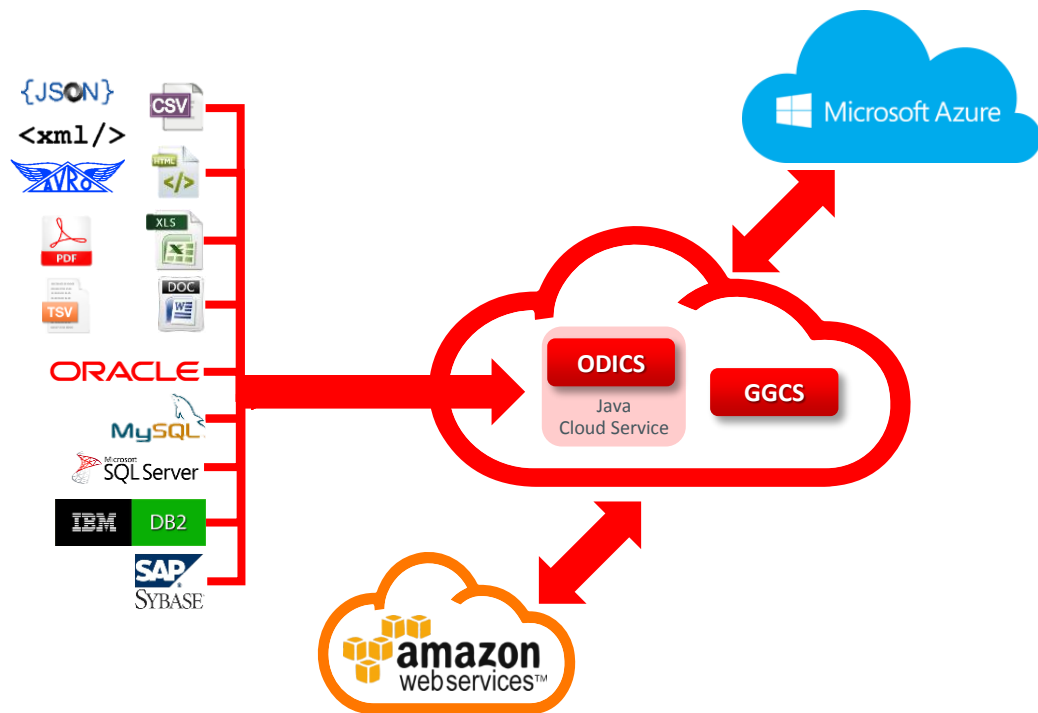 {JSON}
CSV
<xml/>
AVRO
HTML
</>
XLS
X
PDF
DOC
W
TSV
ORACLE
MySQL
Microsoft
SQL Server
IBM DB2
SAP
SYBASE
Microsoft Azure
ODICS
Java
Cloud Service
GGCS
amazon
webservices™